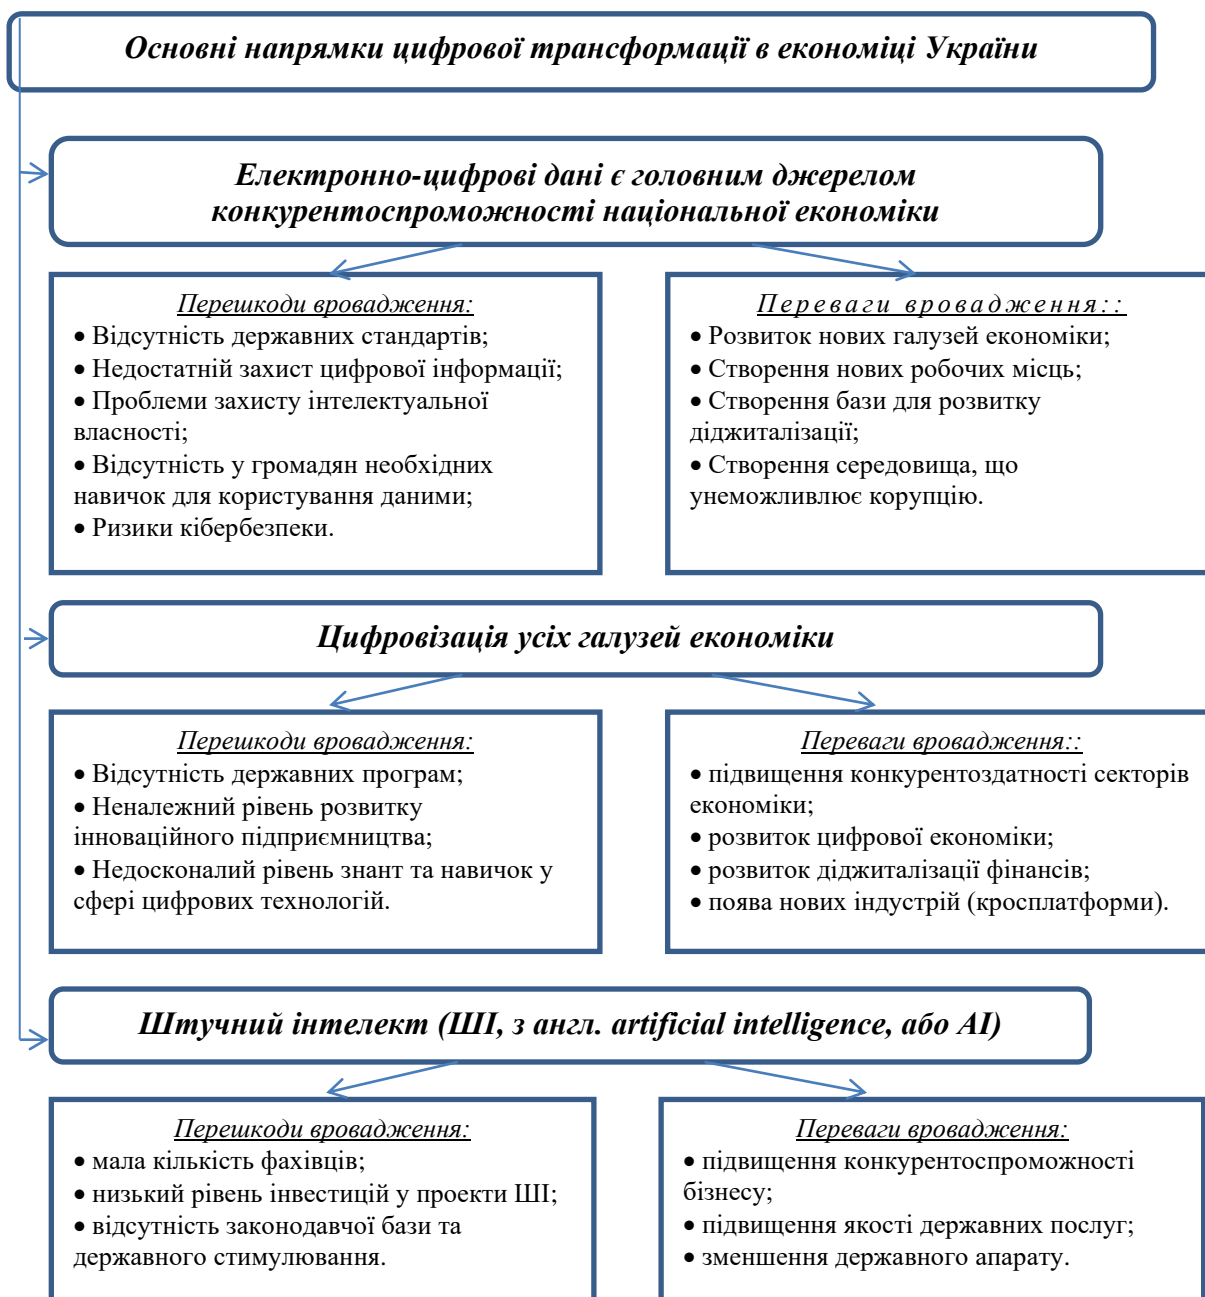 Основні напрямки цифрової трансформації в економіці України
Електронно-цифрові дані є головним джерелом
конкурентоспроможності національної економіки
Перешкоди вровадження:
• Відсутність державних стандартів;
• Недостатній захист цифрової інформації;
• Проблеми захисту інтелектуальної
власності;
• Відсутність у громадян необхідних
навичок для користування даними;
• Ризики кібербезпеки.
Переваги вровадження::
• Розвиток нових галузей економіки;
• Створення нових робочих місць;
• Створення бази для розвитку
діджиталізації;
• Створення середовища, що
унеможливлює корупцію.
Цифровізація усіх галузей економіки
Перешкоди вровадження:
• Відсутність державних програм;
• Неналежний рівень розвитку
інноваційного підприємництва;
• Недосконалий рівень знант та навичок у
сфері цифрових технологій.
Переваги вровадження::
• підвищення конкурентоздатності секторів
економіки;
• розвиток цифрової економіки;
• розвиток діджиталізації фінансів;
• поява нових індустрій (кросплатформи).
Штучний інтелект (ШІ, з англ. artificial intelligence, або AI)
Перешкоди вровадження:
• мала кількість фахівців;
• низький рівень інвестицій у проекти ШІ;
• відсутність законодавчої бази та
державного стимулювання.
Переваги вровадження:
• підвищення конкурентоспроможності
бізнесу;
• підвищення якості державних послуг;
• зменшення державного апарату.